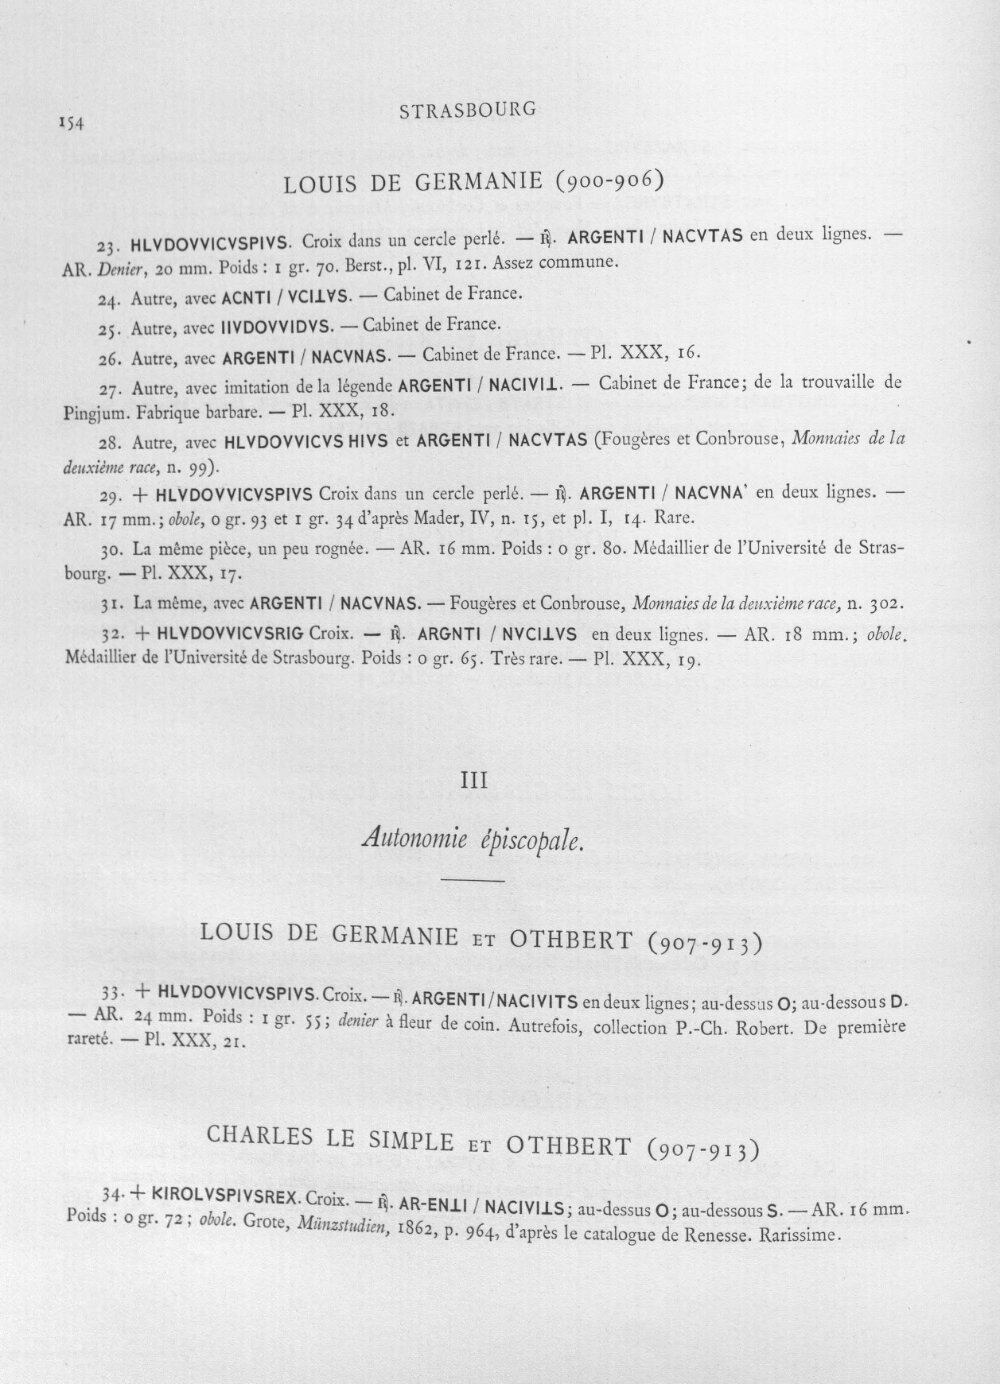 154
STRASBOURG
LOUIS DE GERMANIE (900-906)
23. HLVDOVVICVSPIVS. Croix dans un cercle perlé. — ꝶ. ARGENTI / NACVTAS en deux lignes. —
AR. Denier, 20 mm. Poids : 1 gr. 70. Berst., pl. VI, 121. Assez commune.
24. Autre, avec ACNTI / VCI⊥∀S. — Cabinet de France.
25. Autre, avec IIVDOVVIDVS. — Cabinet de France.
26. Autre, avec ARGENTI / NACVNAS. — Cabinet de France. — Pl. XXX, 16.
27. Autre, avec imitation de la légende ARGENTI / NACIVI⊥. — Cabinet de France; de la trouvaille de
Pingjum. Fabrique barbare. — Pl. XXX, 18.
28. Autre, avec HLVDOVVICVS HIVS et ARGENTI / NACVTAS (Fougères et Conbrouse, Monnaies de la
deuxième race, n. 99).
29. + HLVDOVVICVSPIVS Croix dans un cercle perlé. — ꝶ. ARGENTI / NACVNA' en deux lignes. —
AR. 17 mm.; obole, 0 gr. 93 et 1 gr. 34 d'après Mader, IV, n. 15, et pl. I, 14. Rare.
30. La même pièce, un peu rognée. — AR. 16 mm. Poids : 0 gr. 80. Médaillier de l'Université de Stras-
bourg. — Pl. XXX, 17.
31. La même, avec ARGENTI / NACVNAS. — Fougères et Conbrouse, Monnaies de la deuxième race, n. 302.
32. + HLVDOVVICVSRIG Croix. — ꝶ. ARGNTI / NVCI⊥VS en deux lignes. — AR. 18 mm.; obole.
Médaillier de l'Université de Strasbourg. Poids : 0 gr. 65. Très rare. — Pl. XXX, 19.
III
Autonomie épiscopale.
LOUIS DE GERMANIE ET OTHBERT (907-913)
33. + HLVDOVVICVSPIVS. Croix. — ꝶ. ARGENTI/NACIVITS en deux lignes; au-dessus O; au-dessous D.
— AR. 24 mm. Poids : 1 gr. 55; denier à fleur de coin. Autrefois, collection P.-Ch. Robert. De première
rareté. — Pl. XXX, 21.
CHARLES LE SIMPLE ET OTHBERT (907-913)
34. + KIROLVSPIVSREX. Croix. — ꝶ. AR-EN⊥I / NACIVI⊥S; au-dessus O; au-dessous S. — AR. 16 mm.
Poids : 0 gr. 72; obole. Grote, Münzstudien, 1862, p. 964, d'après le catalogue de Renesse. Rarissime.